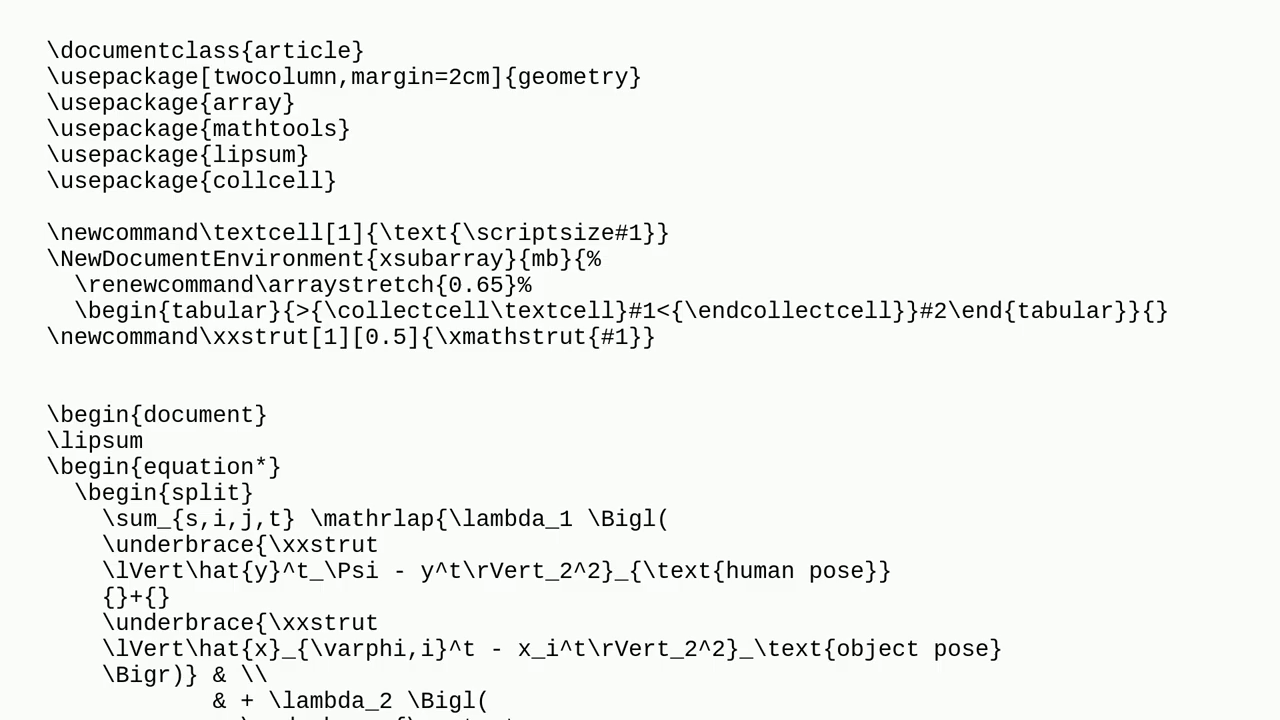 \documentclass{article}
\usepackage[twocolumn,margin=2cm]{geometry}
\usepackage{array}
\usepackage{mathtools}
\usepackage{lipsum}
\usepackage{collcell}

\newcommand\textcell[1]{\text{\scriptsize#1}}
\NewDocumentEnvironment{xsubarray}{mb}{%
  \renewcommand\arraystretch{0.65}%
  \begin{tabular}{>{\collectcell\textcell}#1<{\endcollectcell}}#2\end{tabular}}{}
\newcommand\xxstrut[1][0.5]{\xmathstrut{#1}}


\begin{document}
\lipsum
\begin{equation*}
  \begin{split}
    \sum_{s,i,j,t} \mathrlap{\lambda_1 \Bigl(
    \underbrace{\xxstrut
    \lVert\hat{y}^t_\Psi - y^t\rVert_2^2}_{\text{human pose}}
    {}+{}
    \underbrace{\xxstrut
    \lVert\hat{x}_{\varphi,i}^t - x_i^t\rVert_2^2}_\text{object pose}
    \Bigr)} & \\
            & + \lambda_2 \Bigl(